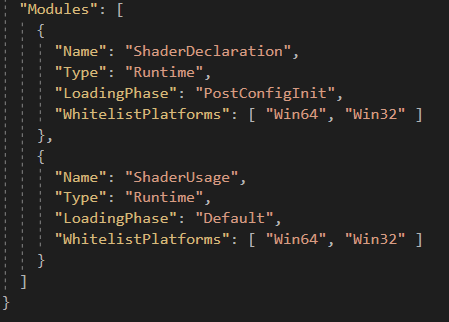 "Modules": [
{
"Name": "ShaderDeclaration",
"Type": "Runtime",
"LoadingPhase": "PostConfigInit",
"WhitelistPlatforms": [ "Win64", "Win32" ]
},
{
"Name": "ShaderUsage",
"Type": "Runtime",
"LoadingPhase": "Default",
"WhitelistPlatforms": [ "Win64", "Win32" ]
}
]
}